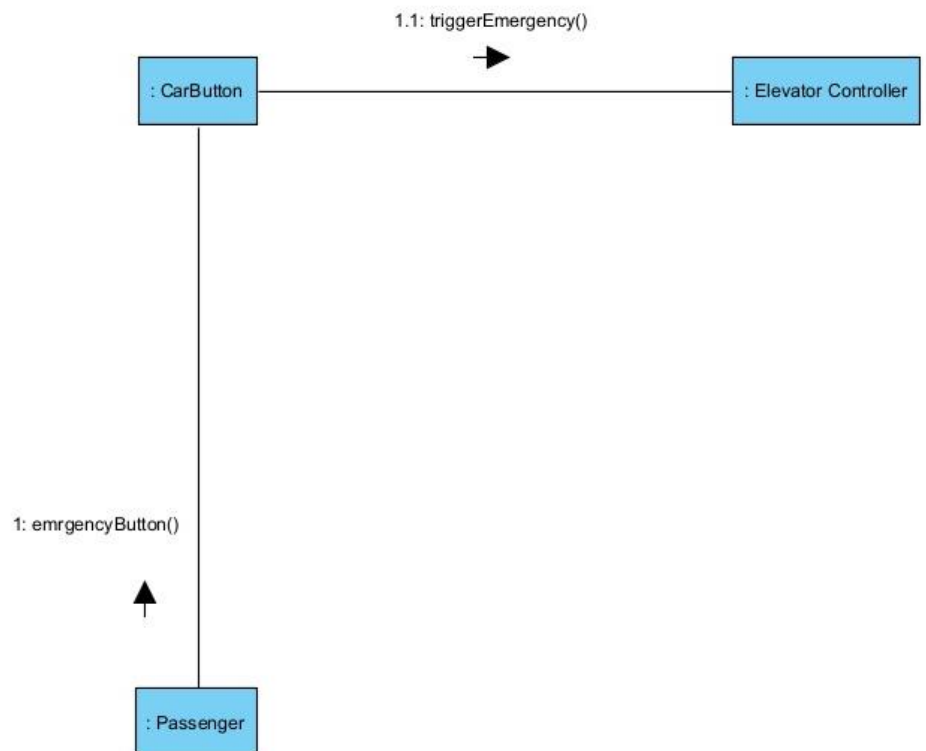 1.1: triggerEmergency()
: CarButton
: Elevator Controller
1: emrgencyButton()
: Passenger